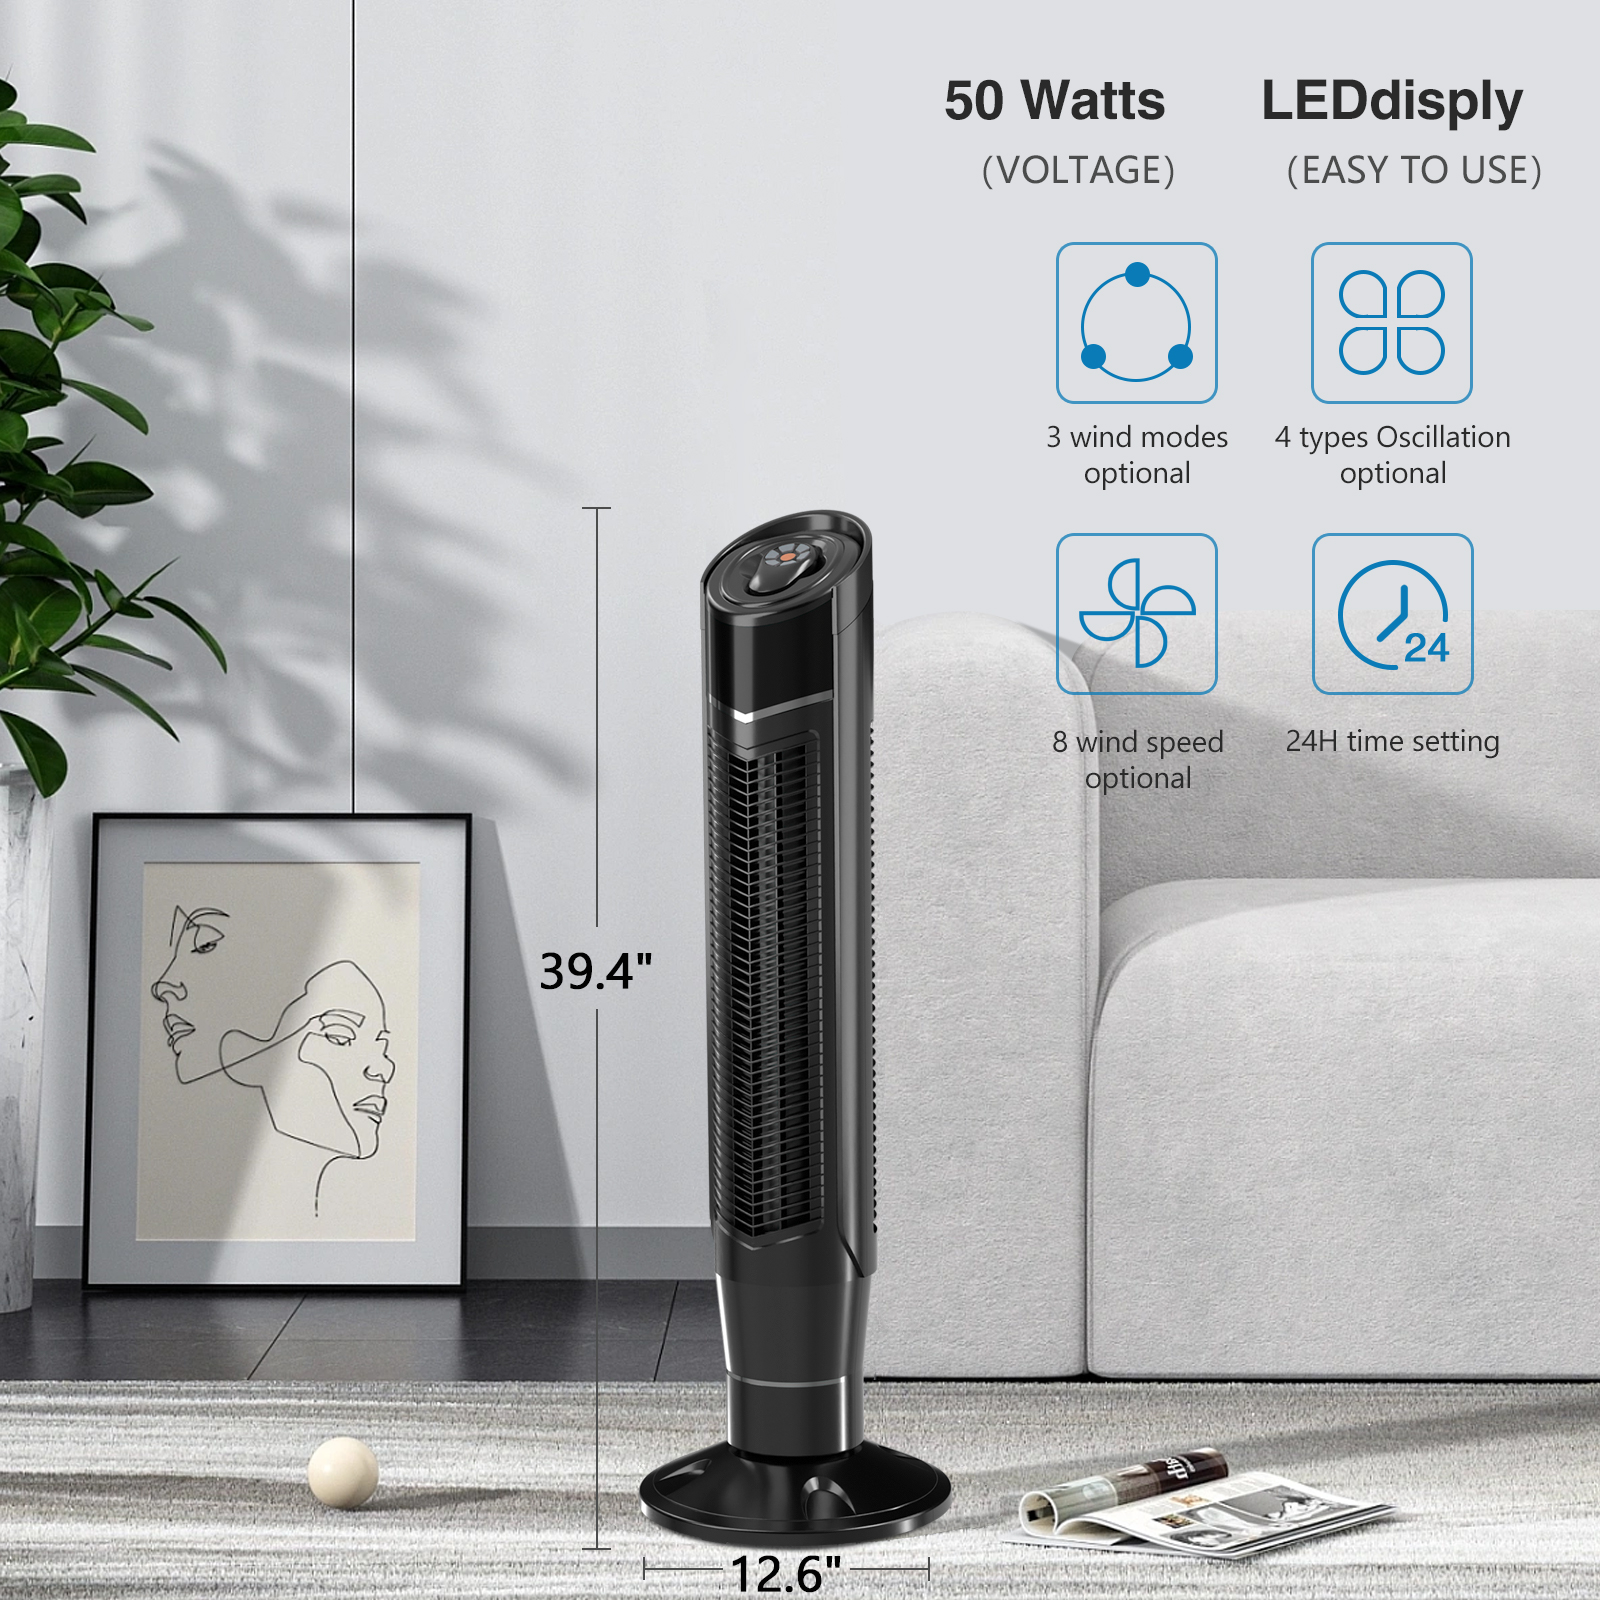 50 Watts
(VOLTAGE)
LEDdisply
(EASY TO USE)
3 wind modes
optional
4 types Oscillation
optional
24
8 wind speed
optional
24H time setting
39.4"
12.6"